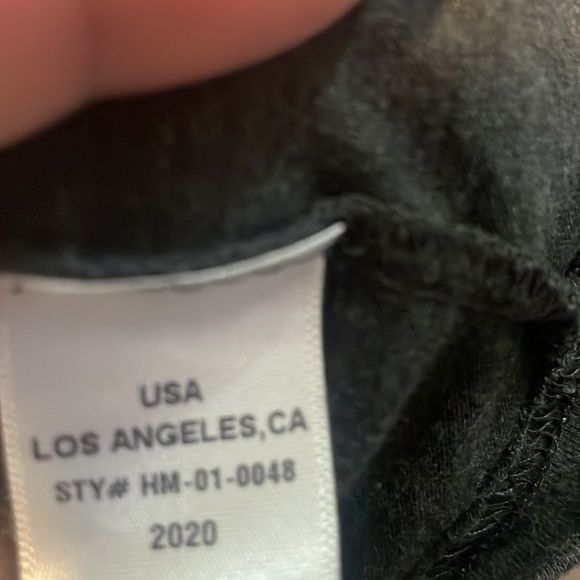 USA
LOS ANGELES,CA
STY# HM-01-0048
2020